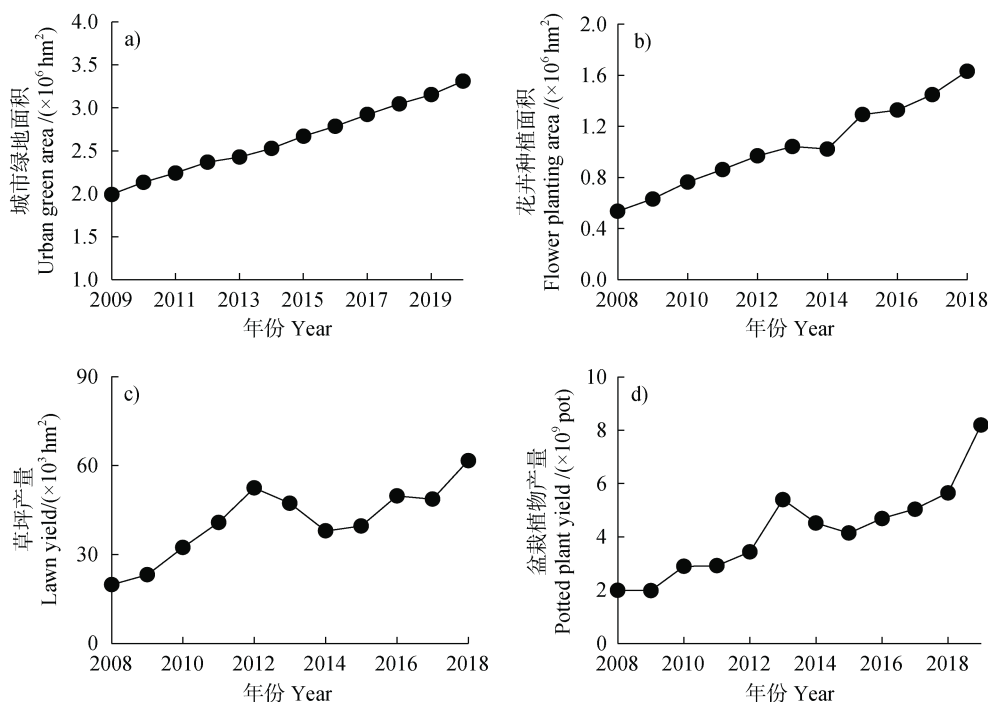 a)
城市绿地面积
Urban green area /(×10⁶ hm²)
4.0
3.5
3.0
2.5
2.0
1.5
1.0
2009 2011 2013 2015 2017 2019
年份 Year
b)
花卉种植面积
Flower planting area /(×10⁶ hm²)
2.0
1.6
1.2
0.8
0.4
0.0
2008 2010 2012 2014 2016 2018
年份 Year
c)
草坪产量
Lawn yield/(×10³ hm²)
90
60
30
0
2008 2010 2012 2014 2016 2018
年份 Year
d)
盆栽植物产量
Potted plant yield /(×10⁹ pot)
10
8
6
4
2
0
2008 2010 2012 2014 2016 2018
年份 Year